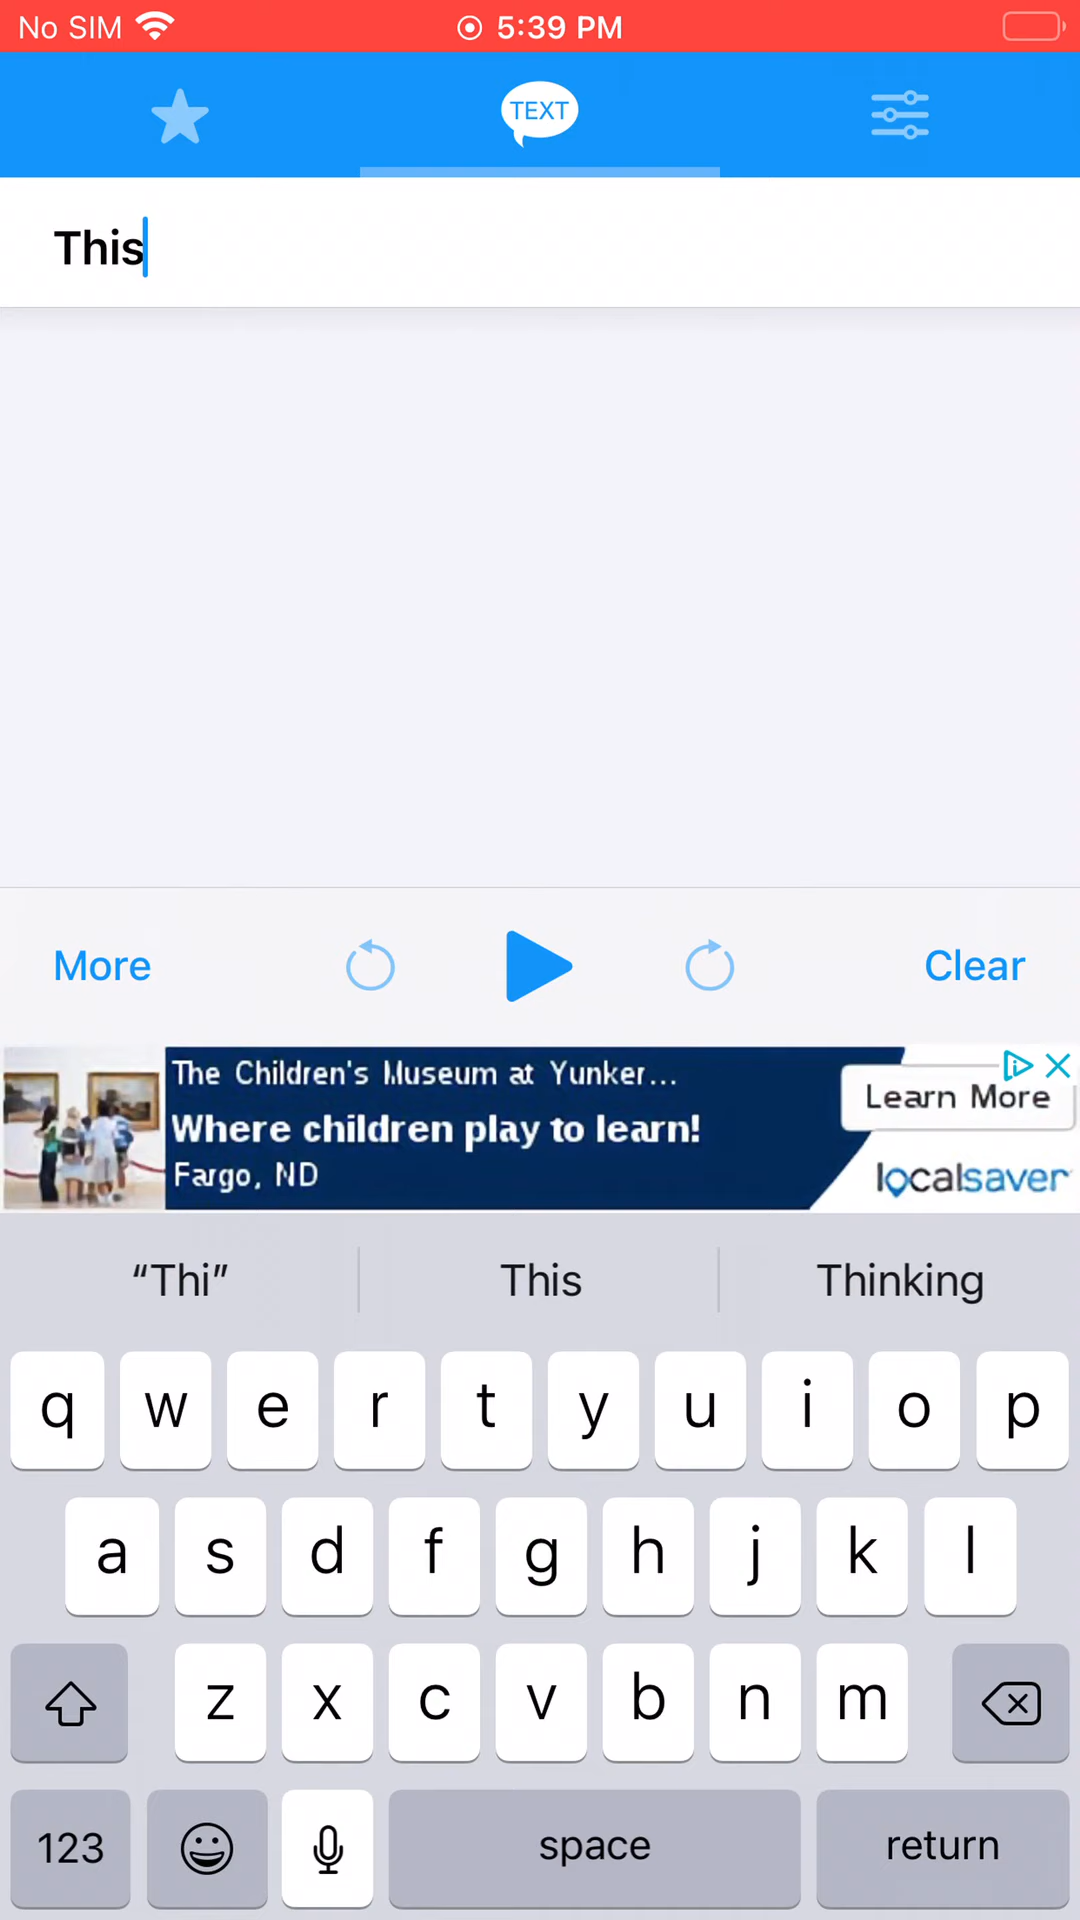 No SIM 5:39 PM
TEXT
This
More Clear
The Children's Museum at Yunker...
Where children play to learn!
Fargo, ND
Learn More
localsaver
“Thi” This Thinking
q w e r t y u i o p
a s d f g h j k l
z x c v b n m
123 space return